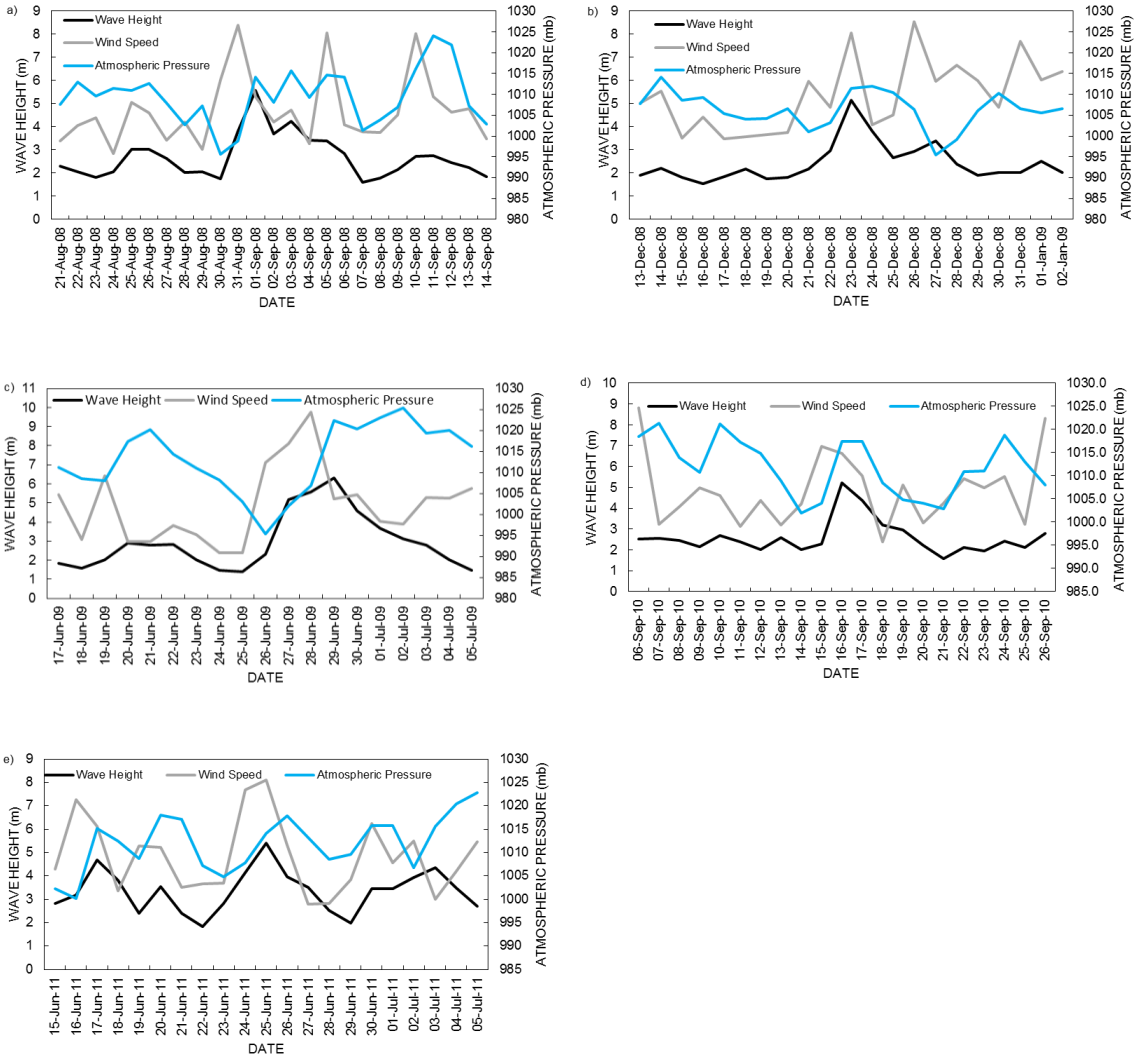 a)
Wave Height
Wind Speed
Atmospheric Pressure
WAVE HEIGHT (m)
9
8
7
6
5
4
3
2
1
0
1030
1025
1020
1015
1010
1005
1000
995
990
985
980
ATMOSPHERIC PRESSURE (mb)
21-Aug-08
22-Aug-08
23-Aug-08
24-Aug-08
25-Aug-08
26-Aug-08
27-Aug-08
28-Aug-08
29-Aug-08
30-Aug-08
31-Aug-08
01-Sep-08
02-Sep-08
03-Sep-08
04-Sep-08
05-Sep-08
06-Sep-08
07-Sep-08
08-Sep-08
09-Sep-08
10-Sep-08
11-Sep-08
12-Sep-08
13-Sep-08
14-Sep-08
DATE
b)
Wave Height
Wind Speed
Atmospheric Pressure
WAVE HEIGHT (m)
9
8
7
6
5
4
3
2
1
0
1030
1025
1020
1015
1010
1005
1000
995
990
985
980
ATMOSPHERIC PRESSURE (mb)
13-Dec-08
14-Dec-08
15-Dec-08
16-Dec-08
17-Dec-08
18-Dec-08
19-Dec-08
20-Dec-08
21-Dec-08
22-Dec-08
23-Dec-08
24-Dec-08
25-Dec-08
26-Dec-08
27-Dec-08
28-Dec-08
29-Dec-08
30-Dec-08
31-Dec-08
01-Jan-09
02-Jan-09
DATE
c)
Wave Height
Wind Speed
Atmospheric Pressure
WAVE HEIGHT (m)
11
10
9
8
7
6
5
4
3
2
1
0
1030
1025
1020
1015
1010
1005
1000
995
990
985
980
ATMOSPHERIC PRESSURE (mb)
17-Jun-09
18-Jun-09
19-Jun-09
20-Jun-09
21-Jun-09
22-Jun-09
23-Jun-09
24-Jun-09
25-Jun-09
26-Jun-09
27-Jun-09
28-Jun-09
29-Jun-09
30-Jun-09
01-Jul-09
02-Jul-09
03-Jul-09
04-Jul-09
05-Jul-09
DATE
d)
Wave Height
Wind Speed
Atmospheric Pressure
WAVE HEIGHT (m)
10
9
8
7
6
5
4
3
2
1
0
1030.0
1025.0
1020.0
1015.0
1010.0
1005.0
1000.0
995.0
990.0
985.0
ATMOSPHERIC PRESSURE (mb)
06-Sep-10
07-Sep-10
08-Sep-10
09-Sep-10
10-Sep-10
11-Sep-10
12-Sep-10
13-Sep-10
14-Sep-10
15-Sep-10
16-Sep-10
17-Sep-10
18-Sep-10
19-Sep-10
20-Sep-10
21-Sep-10
22-Sep-10
23-Sep-10
24-Sep-10
25-Sep-10
26-Sep-10
DATE
e)
Wave Height
Wind Speed
Atmospheric Pressure
WAVE HEIGHT (m)
9
8
7
6
5
4
3
2
1
0
1030
1025
1020
1015
1010
1005
1000
995
990
985
ATMOSPHERIC PRESSURE (mb)
15-Jun-11
16-Jun-11
17-Jun-11
18-Jun-11
19-Jun-11
20-Jun-11
21-Jun-11
22-Jun-11
23-Jun-11
24-Jun-11
25-Jun-11
26-Jun-11
27-Jun-11
28-Jun-11
29-Jun-11
30-Jun-11
01-Jul-11
02-Jul-11
03-Jul-11
04-Jul-11
05-Jul-11
DATE